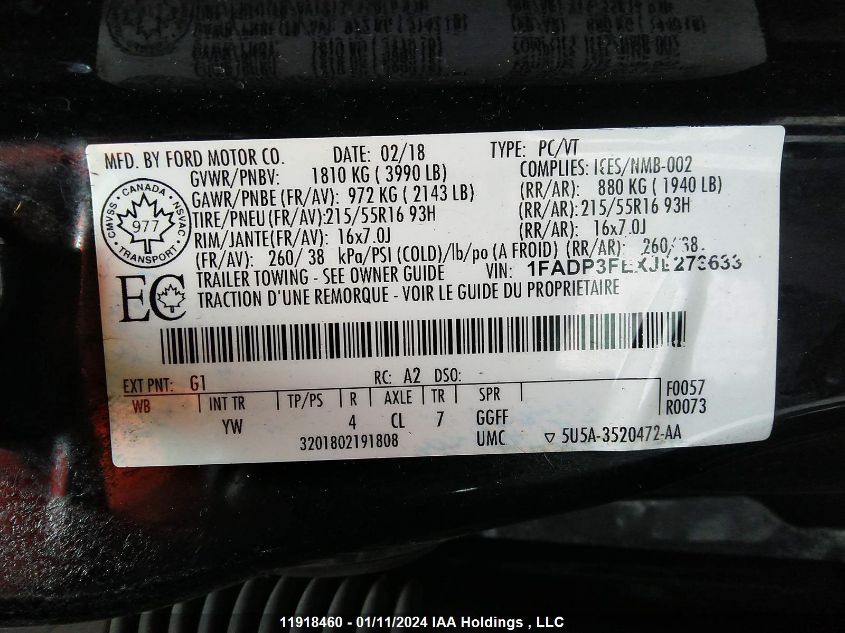 MFD. BY FORD MOTOR CO. DATE: 02/18 TYPE: PC/VT
GVWR/PNBV: 1810 KG ( 3990 LB) COMPLIES: ICES/NMB-002
GAWR/PNBE (FR/AV): 972 KG ( 2143 LB) (RR/AR): 880 KG ( 1940 LB)
TIRE/PNEU(FR/AV):215/55R16 93H (RR/AR):215/55R16 93H
RIM/JANTE(FR/AV): 16x7.0J (RR/AR): 16x7.0J
(FR/AV): 260/ 38 kPa/PSI (COLD)/lb/po (A FROID) (RR/AR): 260/ 38
TRAILER TOWING - SEE OWNER GUIDE VIN:
TRACTION D'UNE REMORQUE - VOIR LE GUIDE DU PROPRIETAIRE
CMVSS - CANADA - NSVAC
977
TRANSPORT
EC
EXT PNT: G1 RC: A2 DSO:
WB INT TR TP/PS R AXLE TR SPR F0057
YW 4 CL 7 GGFF R0073
3201802191808 UMC 5U5A-3520472-AA
11918460 - 01/11/2024 IAA Holdings , LLC